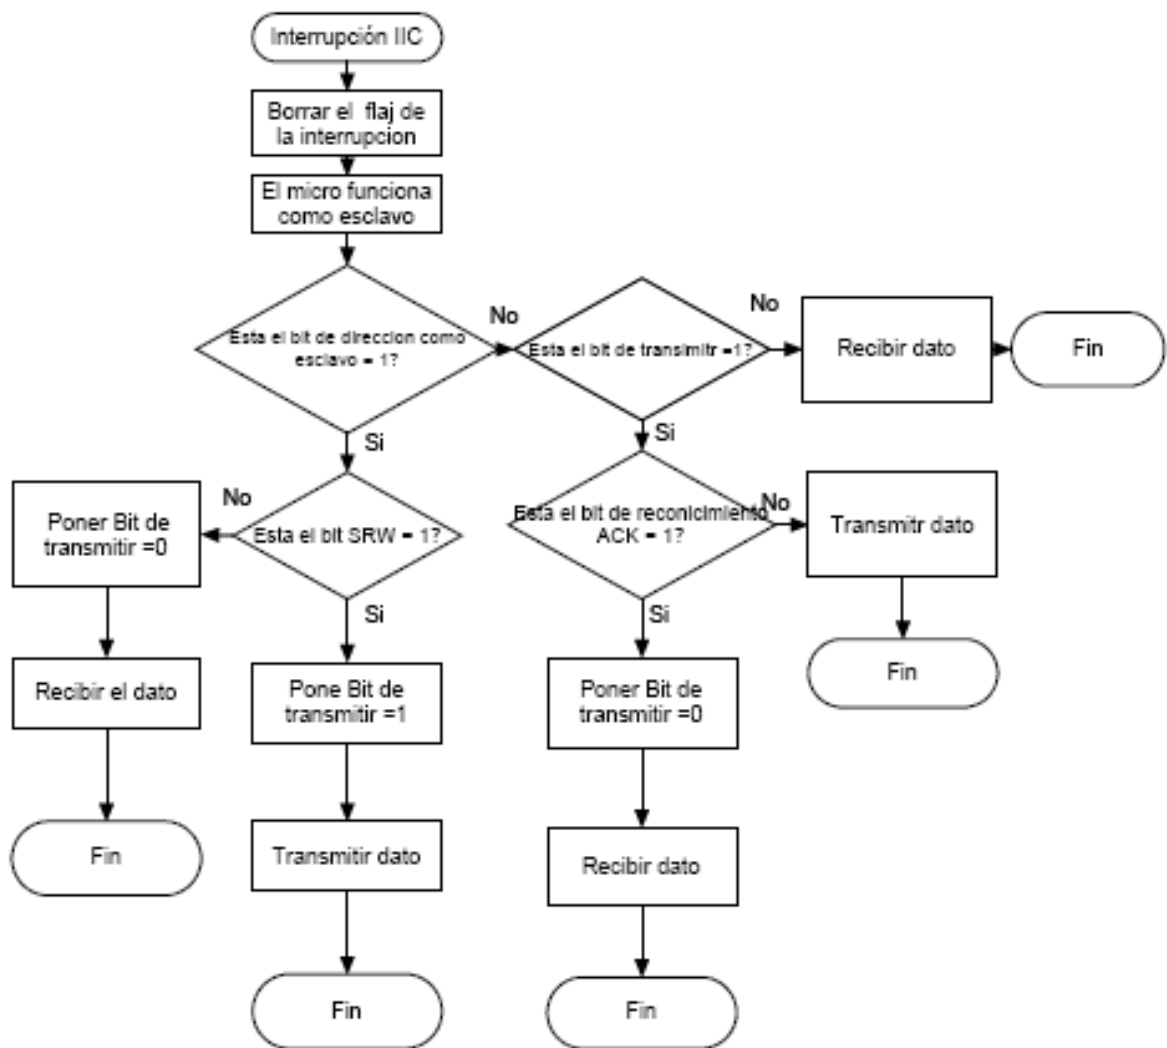 Interrupción IIC
Borrar el flaj de
la interrupcion
El micro funciona
como esclavo
Esta el bit de direccion como
esclavo = 1?
No
Esta el bit de transimitr =1?
No
Recibir dato
Fin
Si
Si
Poner Bit de
transmitir =0
No
Esta el bit SRW = 1?
Esta el bit de reconicimiento
ACK = 1?
No
Transmitr dato
Si
Si
Fin
Recibir el dato
Pone Bit de
transmitir =1
Poner Bit de
transmitir =0
Fin
Transmitir dato
Recibir dato
Fin
Fin